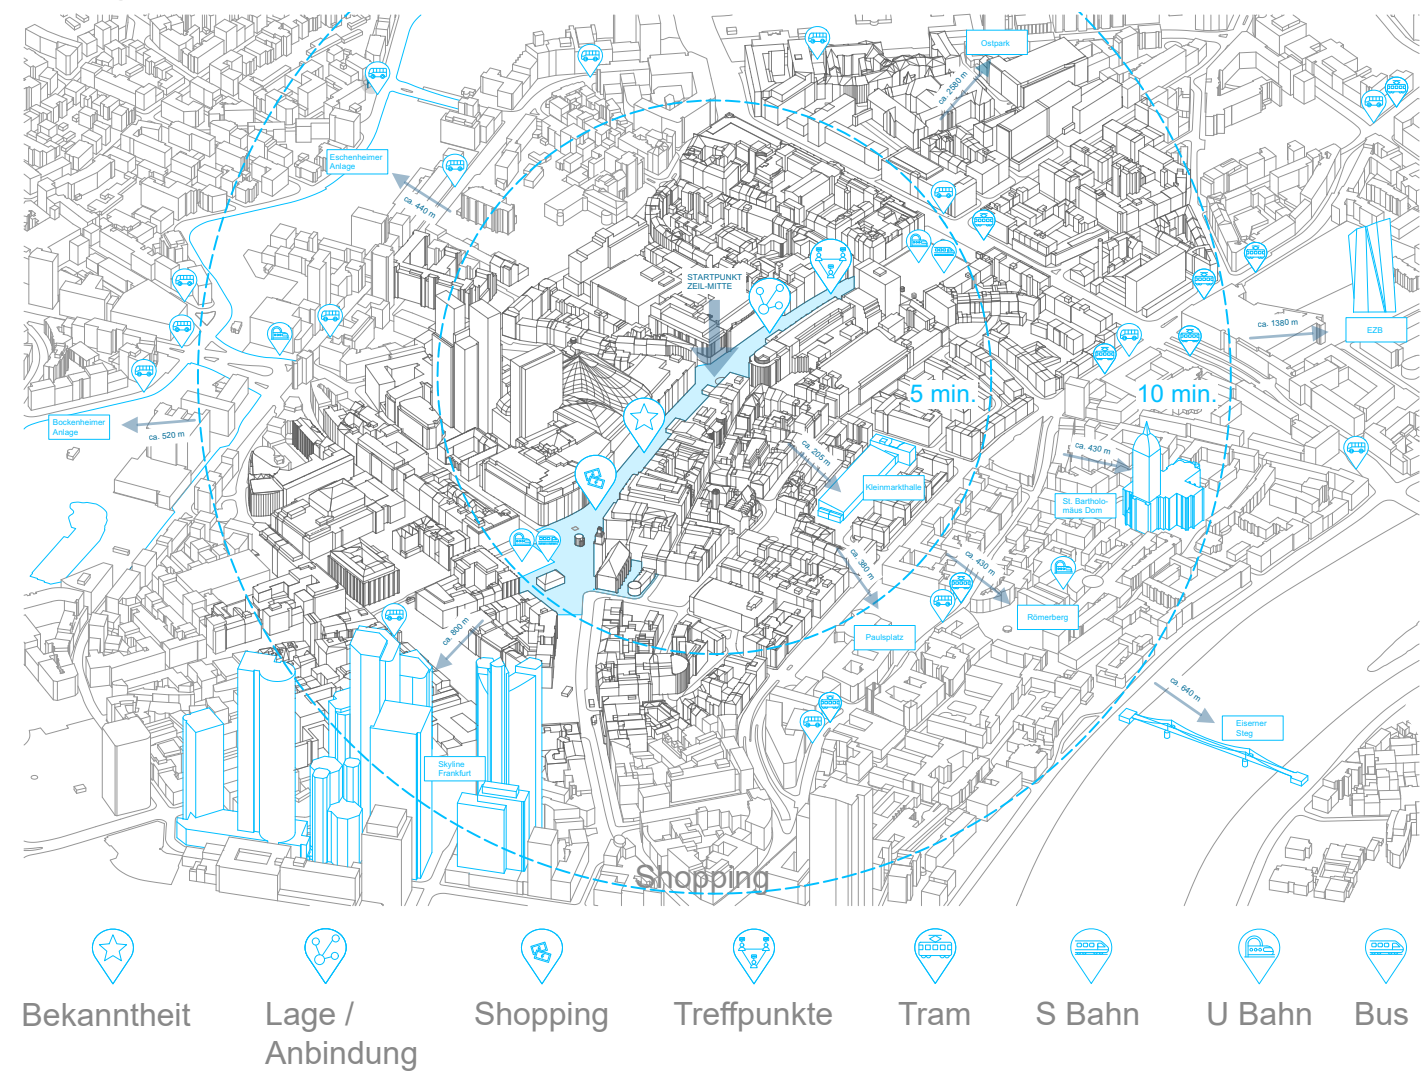 Ostpark
ca. 2580 m
Eschenheimer
Anlage
ca. 440 m
STARTPUNKT
ZEIL-MITTE
ca. 1380 m
EZB
5 min.
10 min.
Bockenheimer
Anlage
ca. 520 m
ca. 205 m
ca. 430 m
Kleinmarkthalle
St. Bartholo-
mäus Dom
ca. 380 m
ca. 430 m
Römerberg
Paulsplatz
ca. 800 m
ca. 640 m
Eiserner
Steg
Skyline
Frankfurt
Shopping
Bekanntheit
Lage /
Anbindung
Shopping
Treffpunkte
Tram
S Bahn
U Bahn
Bus